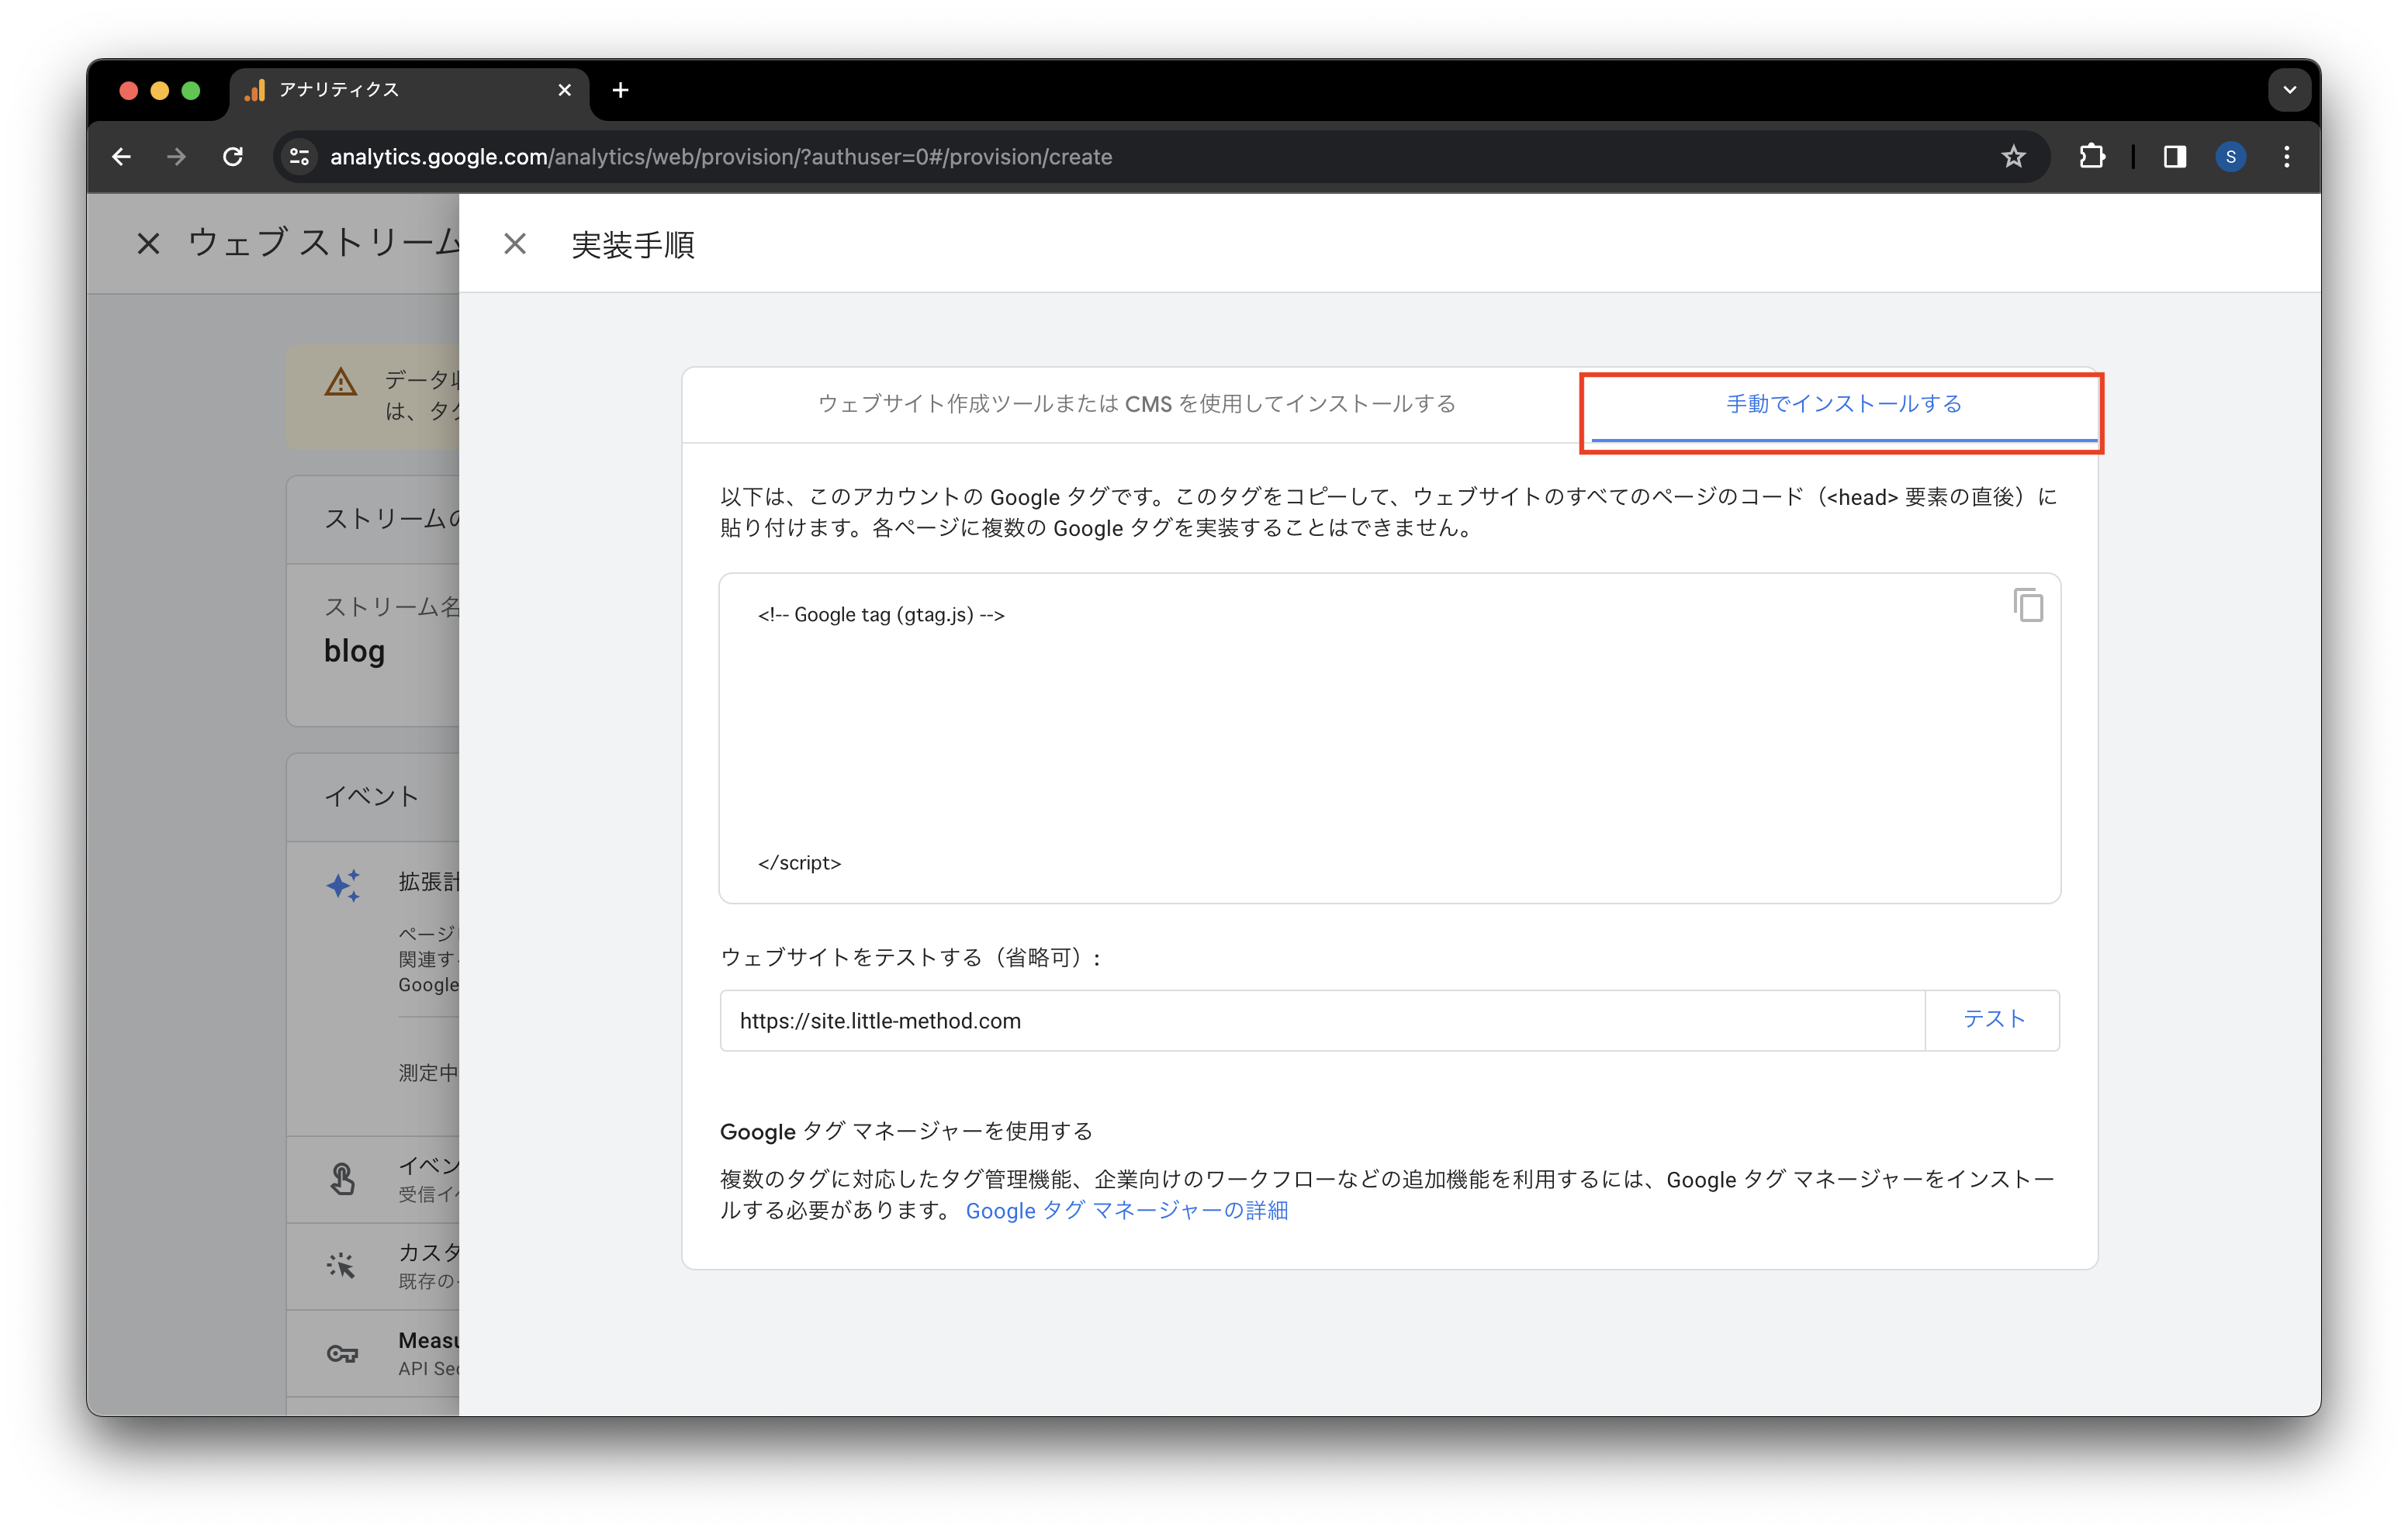 アナリティクス
analytics.google.com/analytics/web/provision/?authuser=0#/provision/create
S
ウェブ ストリーム
実装手順
データ
は、タグ
ストリームの
ストリーム名
blog
イベント
拡張計
ページ
関連す
Google
測定中
イベン
受信イ
カスタ
既存の
Measu
API Sec
ウェブサイト作成ツールまたは CMS を使用してインストールする
手動でインストールする
以下は、このアカウントの Google タグです。このタグをコピーして、ウェブサイトのすべてのページのコード（<head> 要素の直後）に
貼り付けます。各ページに複数の Google タグを実装することはできません。
<!-- Google tag (gtag.js) -->
</script>
ウェブサイトをテストする（省略可）:
https://site.little-method.com
テスト
Google タグ マネージャーを使用する
複数のタグに対応したタグ管理機能、企業向けのワークフローなどの追加機能を利用するには、Google タグ マネージャーをインストー
ルする必要があります。 Google タグ マネージャーの詳細